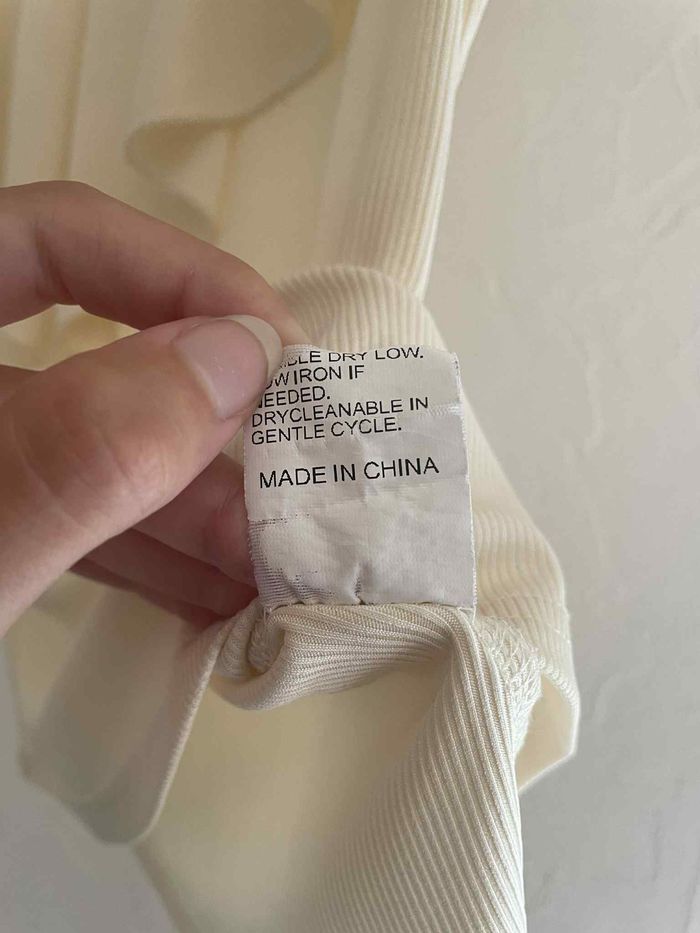 DRY LOW.
IRON IF
NEEDED.
DRYCLEANABLE IN
GENTLE CYCLE.
MADE IN CHINA